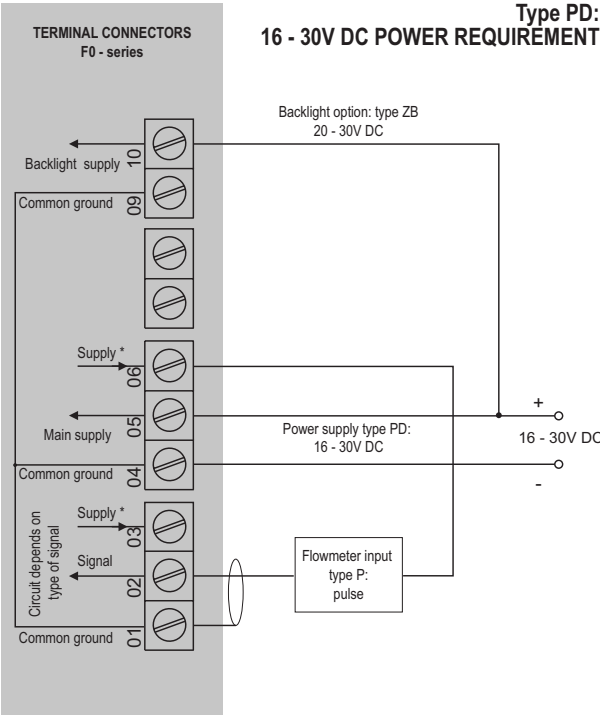 Type PD:
16 - 30V DC POWER REQUIREMENT
TERMINAL CONNECTORS
F0 - series
Backlight option: type ZB
20 - 30V DC
10
Backlight supply
Common ground
09
Supply *
06
05
Main supply
Power supply type PD:
16 - 30V DC
+
16 - 30V DC
-
Common ground
04
Supply *
03
Circuit depends on
type of signal
Signal
02
Flowmeter input
type P:
pulse
Common ground
01